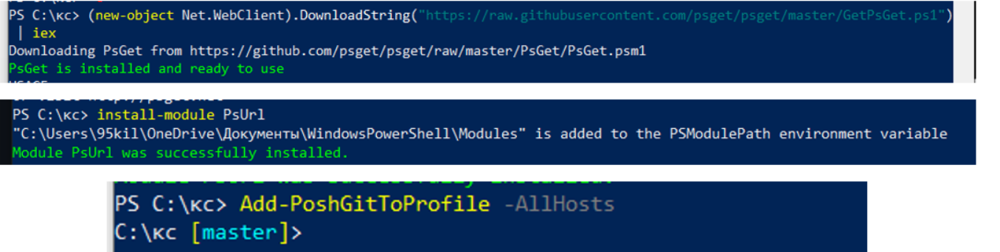 PS C:\кс> (new-object Net.WebClient).DownloadString("https://raw.githubusercontent.com/psget/psget/master/GetPsGet.ps1")
| iex
Downloading PsGet from https://github.com/psget/psget/raw/master/PsGet/PsGet.psm1
PsGet is installed and ready to use
PS C:\кс> install-module PsUrl
"C:\Users\95kil\OneDrive\Документы\WindowsPowerShell\Modules" is added to the PSModulePath environment variable
Module PsUrl was successfully installed.
PS C:\кс> Add-PoshGitToProfile -AllHosts
C:\кс [master]>